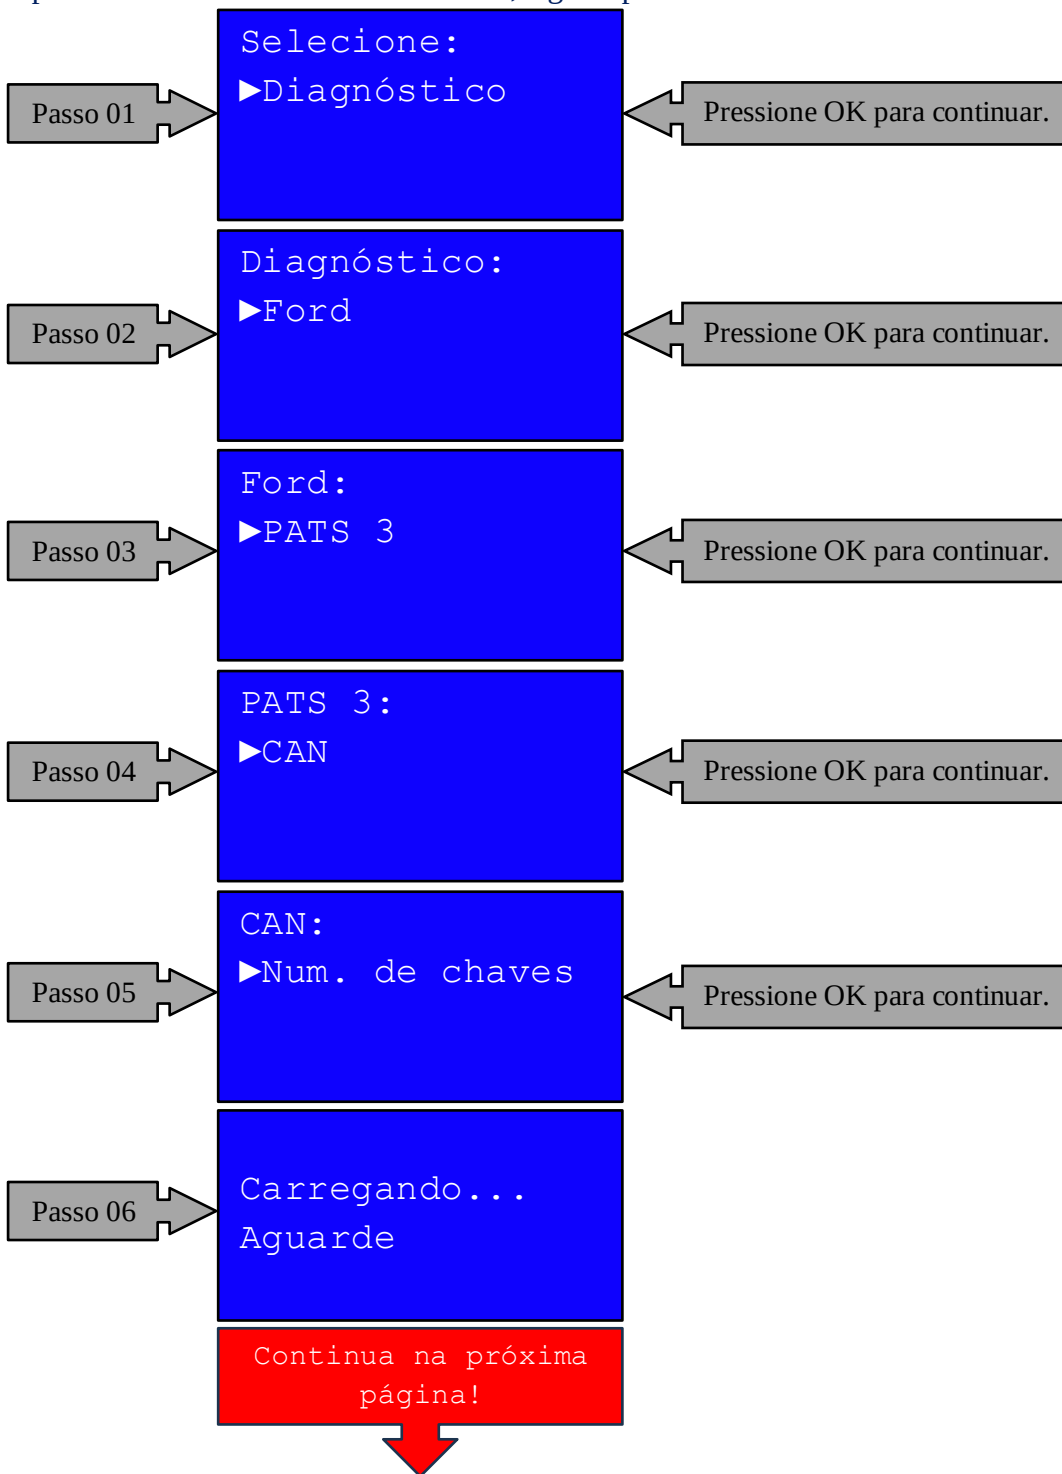 Selecione:
►Diagnóstico
Passo 01
Pressione OK para continuar.
Diagnóstico:
►Ford
Passo 02
Pressione OK para continuar.
Ford:
►PATS 3
Passo 03
Pressione OK para continuar.
PATS 3:
►CAN
Passo 04
Pressione OK para continuar.
CAN:
►Num. de chaves
Passo 05
Pressione OK para continuar.
Carregando...
Aguarde
Passo 06
Continua na próxima
página!